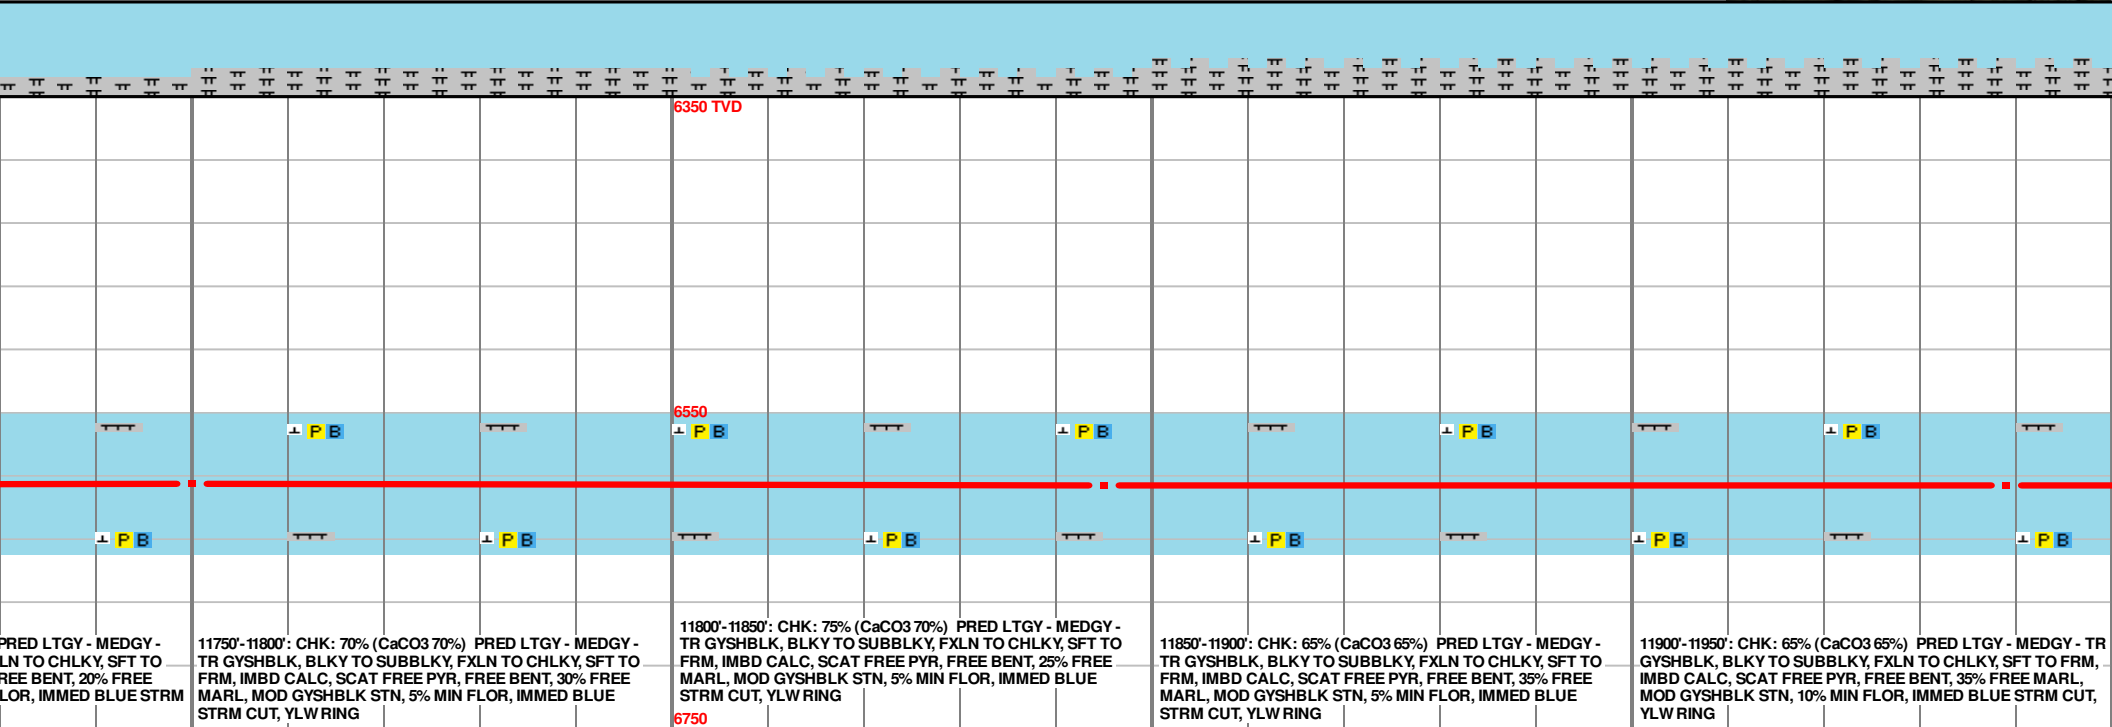 6350 TVD
6550
P B
P B
P B
P B
P B
P B
P B
P B
P B
P B
P B
PRED LTGY - MEDGY -
LN TO CHLKY, SFT TO
REE BENT, 20% FREE
LOR, IMMED BLUE STRM
11750'-11800': CHK: 70% (CaCO3 70%) PRED LTGY - MEDGY -
TR GYSHBLK, BLKY TO SUBBLKY, FXLN TO CHLKY, SFT TO
FRM, IMBD CALC, SCAT FREE PYR, FREE BENT, 30% FREE
MARL, MOD GYSHBLK STN, 5% MIN FLOR, IMMED BLUE
STRM CUT, YLW RING
11800'-11850': CHK: 75% (CaCO3 70%) PRED LTGY - MEDGY -
TR GYSHBLK, BLKY TO SUBBLKY, FXLN TO CHLKY, SFT TO
FRM, IMBD CALC, SCAT FREE PYR, FREE BENT, 25% FREE
MARL, MOD GYSHBLK STN, 5% MIN FLOR, IMMED BLUE
STRM CUT, YLW RING
6750
11850'-11900': CHK: 65% (CaCO3 65%) PRED LTGY - MEDGY -
TR GYSHBLK, BLKY TO SUBBLKY, FXLN TO CHLKY, SFT TO
FRM, IMBD CALC, SCAT FREE PYR, FREE BENT, 35% FREE
MARL, MOD GYSHBLK STN, 5% MIN FLOR, IMMED BLUE
STRM CUT, YLW RING
11900'-11950': CHK: 65% (CaCO3 65%) PRED LTGY - MEDGY - TR
GYSHBLK, BLKY TO SUBBLKY, FXLN TO CHLKY, SFT TO FRM,
IMBD CALC, SCAT FREE PYR, FREE BENT, 35% FREE MARL,
MOD GYSHBLK STN, 10% MIN FLOR, IMMED BLUE STRM CUT,
YLW RING